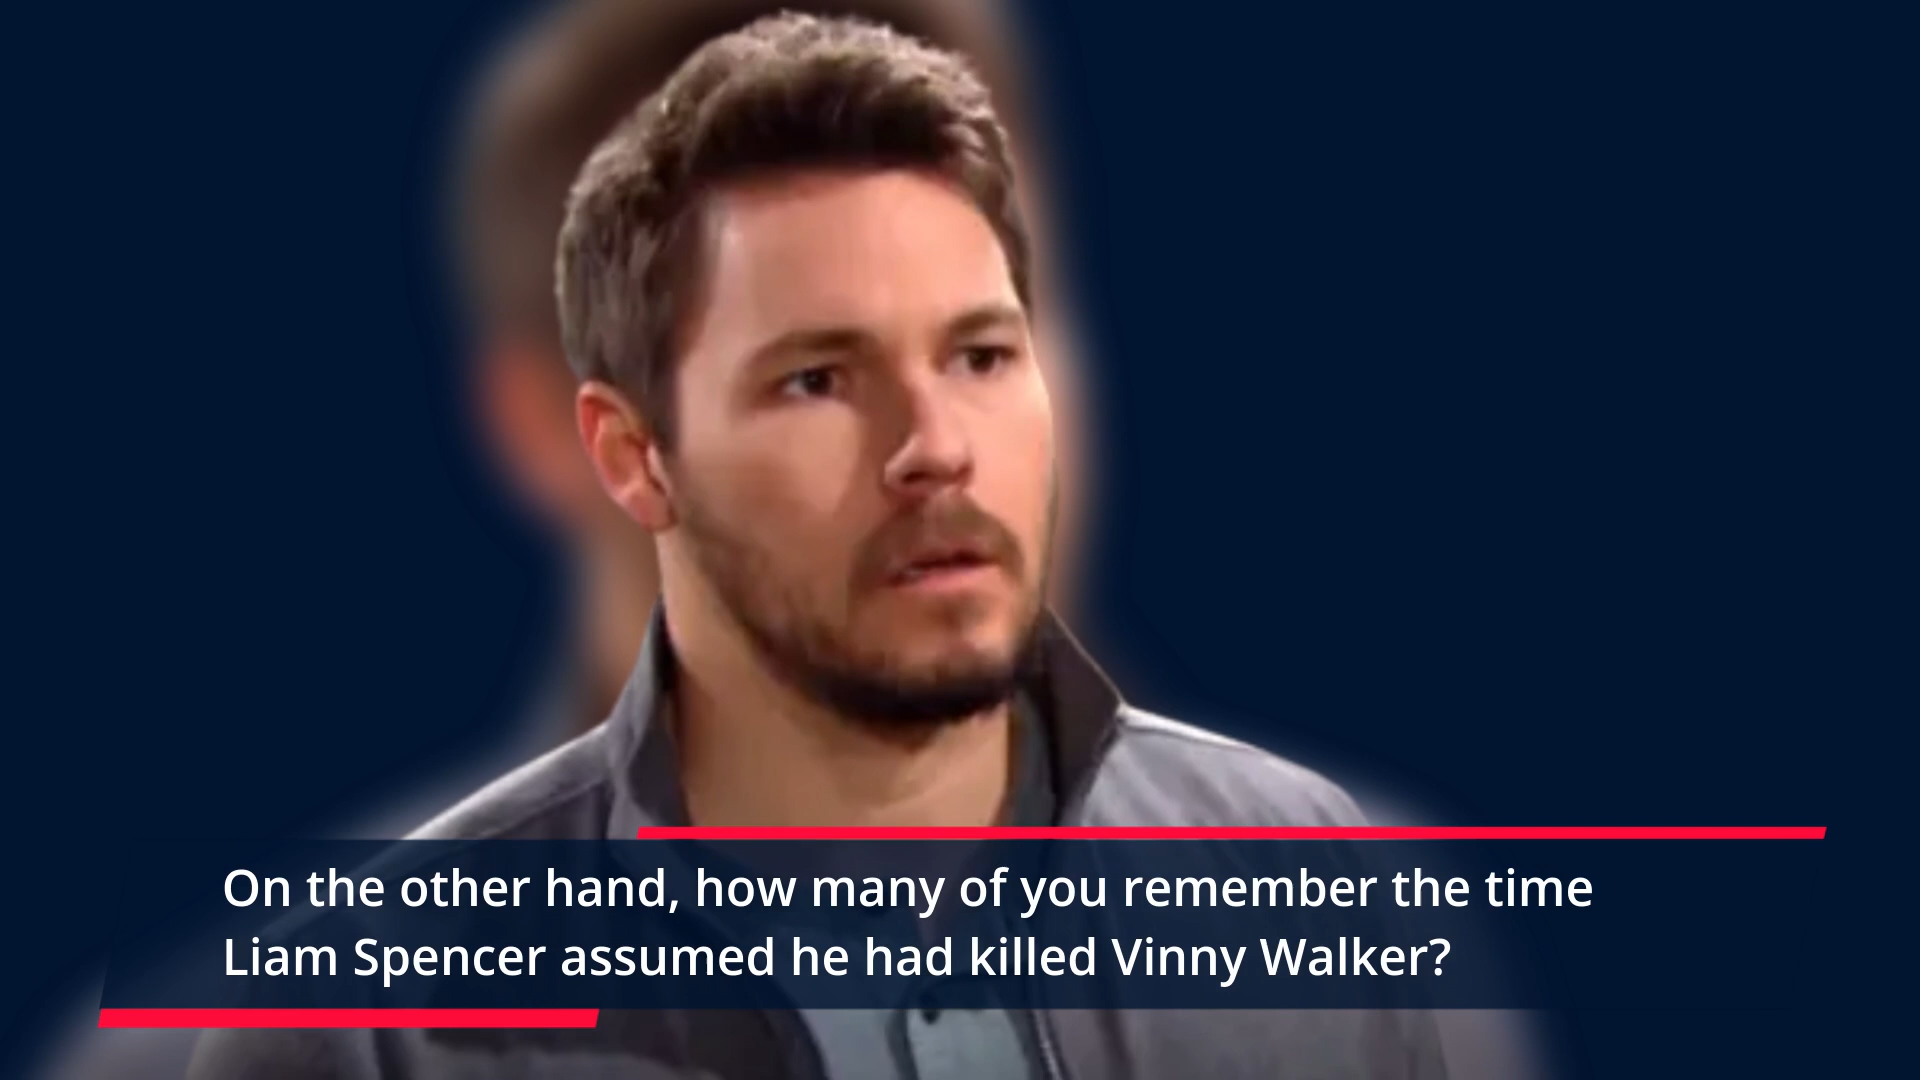 On the other hand, how many of you remember the time
Liam Spencer assumed he had killed Vinny Walker?